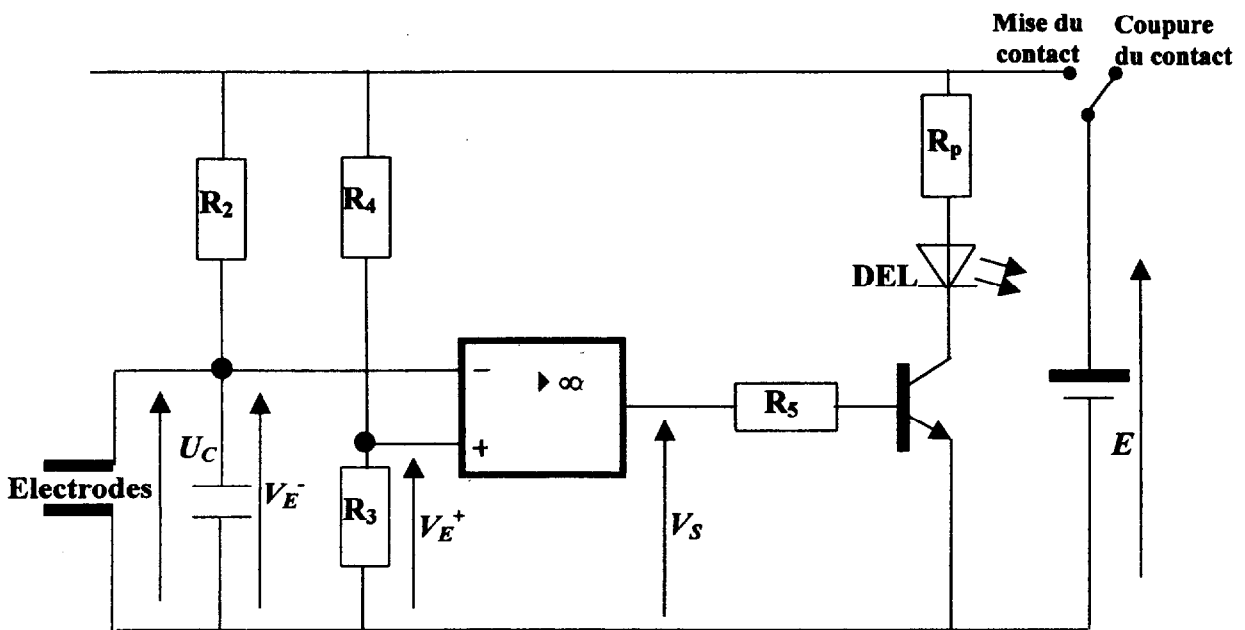 Mise du
contact
Coupure
du contact
R2
R4
Rp
DEL
− ▶ ∞
+
R5
UC
VE-
Electrodes
R3
VE+
VS
E